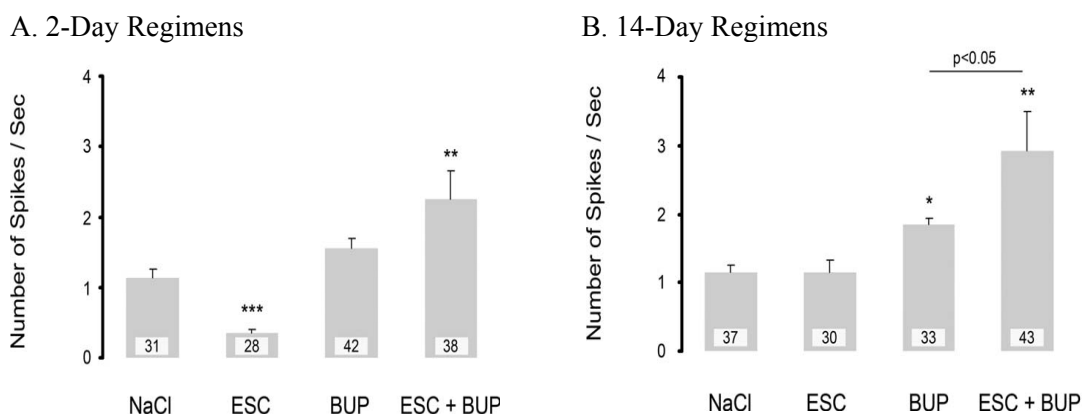 A. 2-Day Regimens
Number of Spikes / Sec
4
3
2
1
0
***
**
31
28
42
38
NaCl
ESC
BUP
ESC + BUP
B. 14-Day Regimens
Number of Spikes / Sec
4
3
2
1
0
p<0.05
*
**
37
30
33
43
NaCl
ESC
BUP
ESC + BUP